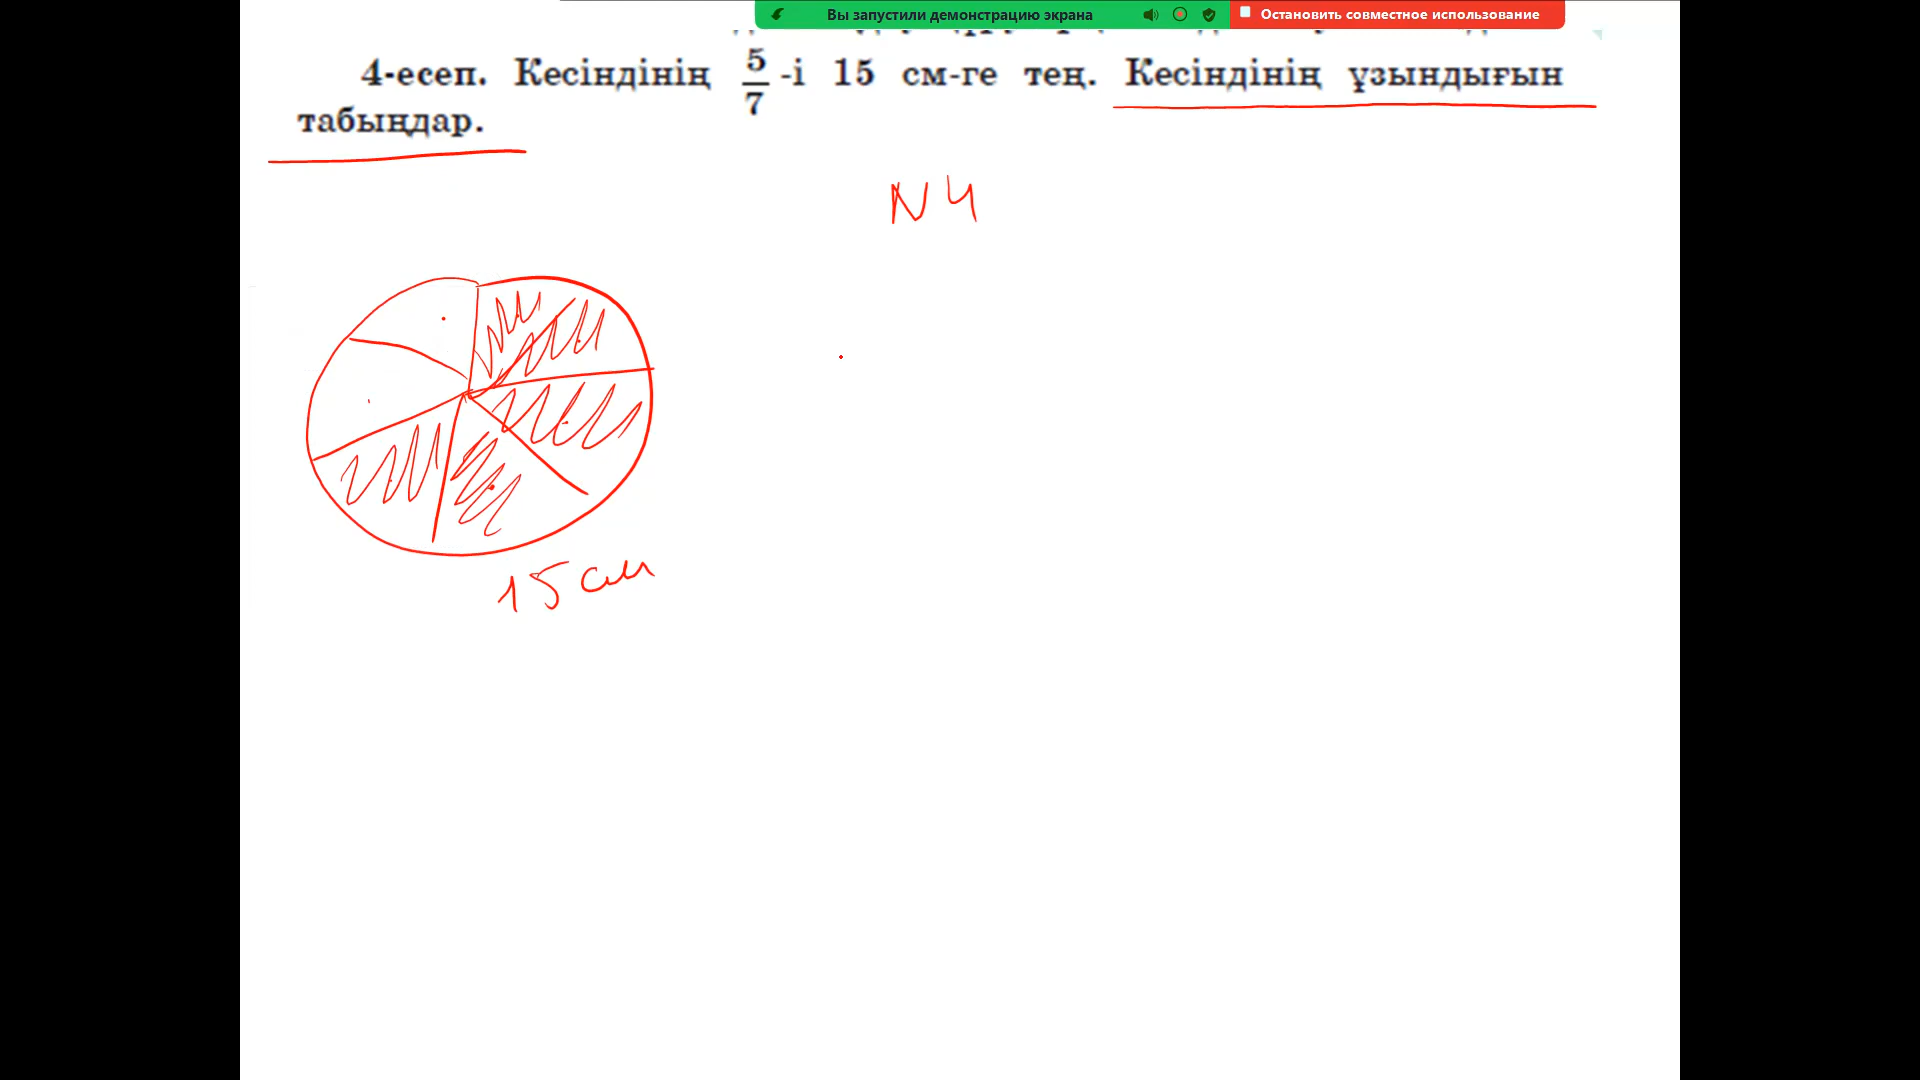 Вы запустили демонстрацию экрана Остановить совместное использование
4-есеп. Кесіндінің 5/7 -і 15 см-ге тең. Кесіндінің ұзындығын
табыңдар.
N4
15 см